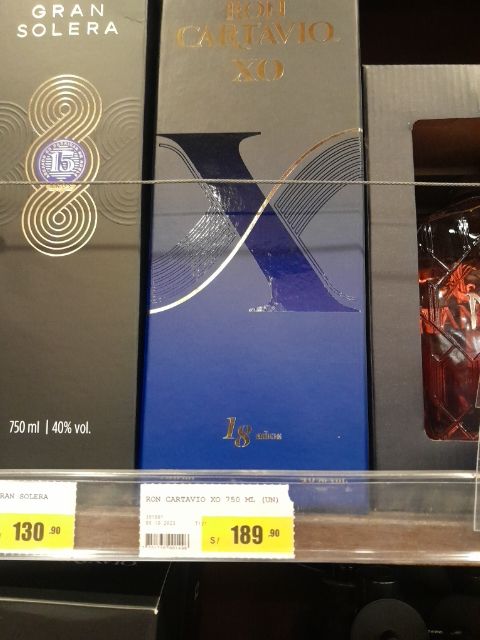 GRAN
SOLERA
15
750 ml | 40% vol.
RON
CARTAVIO
XO
X
18 años
RAN SOLERA
130.90
RON CARTAVIO XO 750 ML (UN)
S/ 189.90